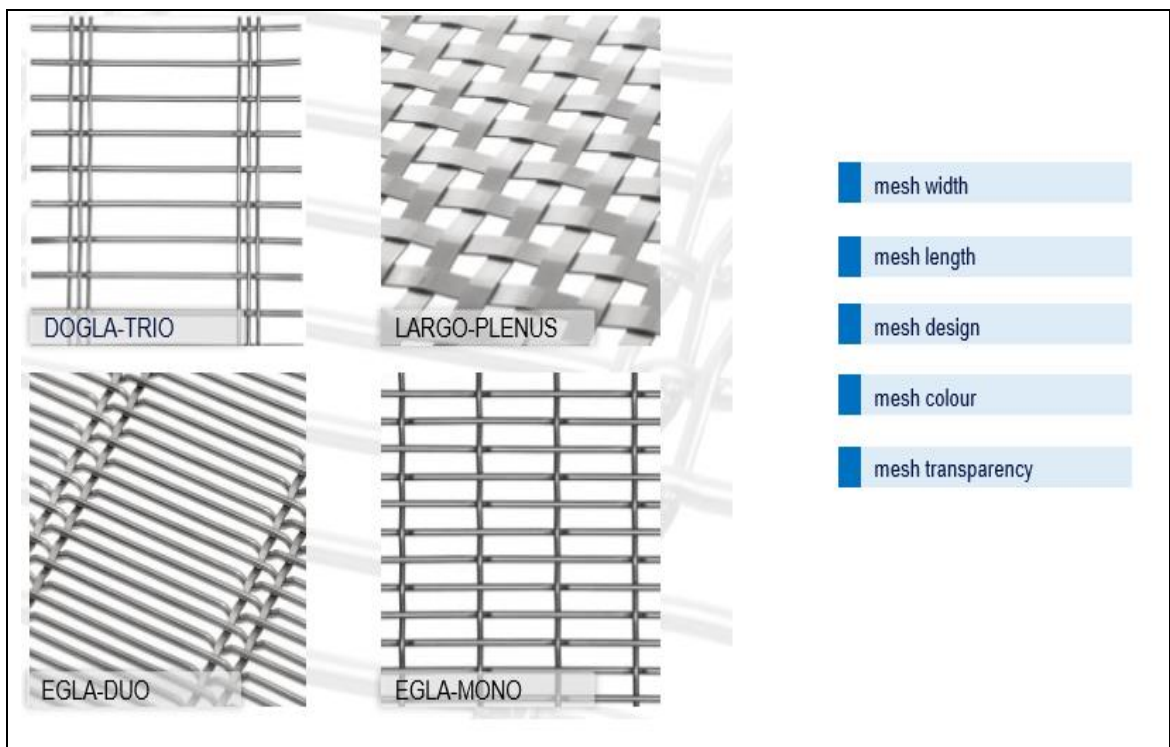 DOGLA-TRIO
LARGO-PLENUS
EGLA-DUO
EGLA-MONO
mesh width
mesh length
mesh design
mesh colour
mesh transparency